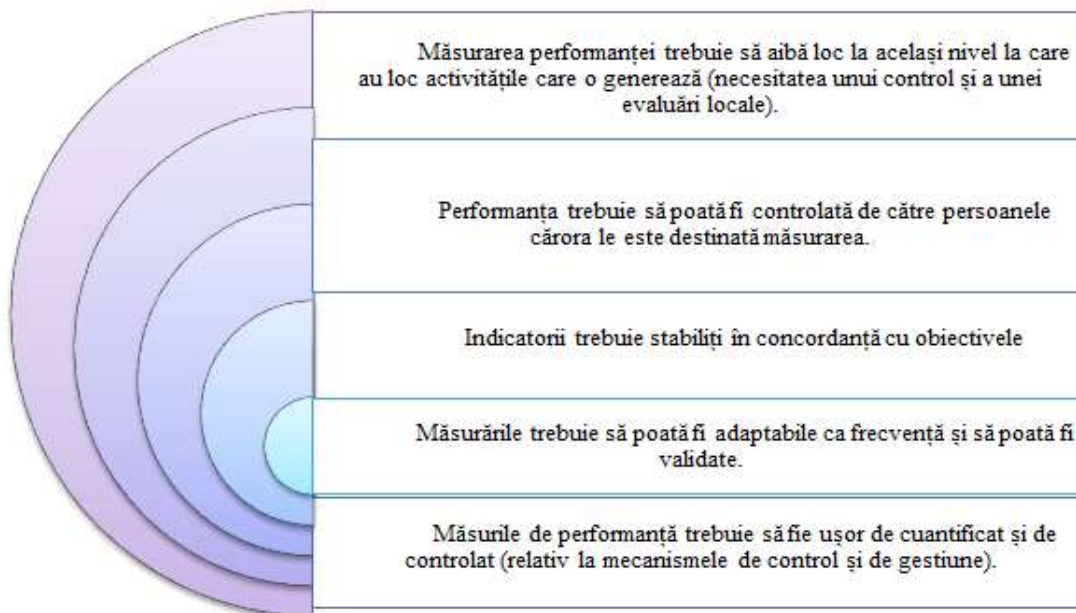 Măsurarea performanței trebuie să aibă loc la același nivel la care
au loc activitățile care o generează (necesitatea unui control și a unei
evaluări locale).
Performanța trebuie să poată fi controlată de către persoanele
cărora le este destinată măsurarea.
Indicatorii trebuie stabiliți în concordanță cu obiectivele
Măsurările trebuie să poată fi adaptabile ca frecvență și să poată fi
validate.
Măsurile de performanță trebuie să fie ușor de cuantificat și de
controlat (relativ la mecanismele de control și de gestiune).